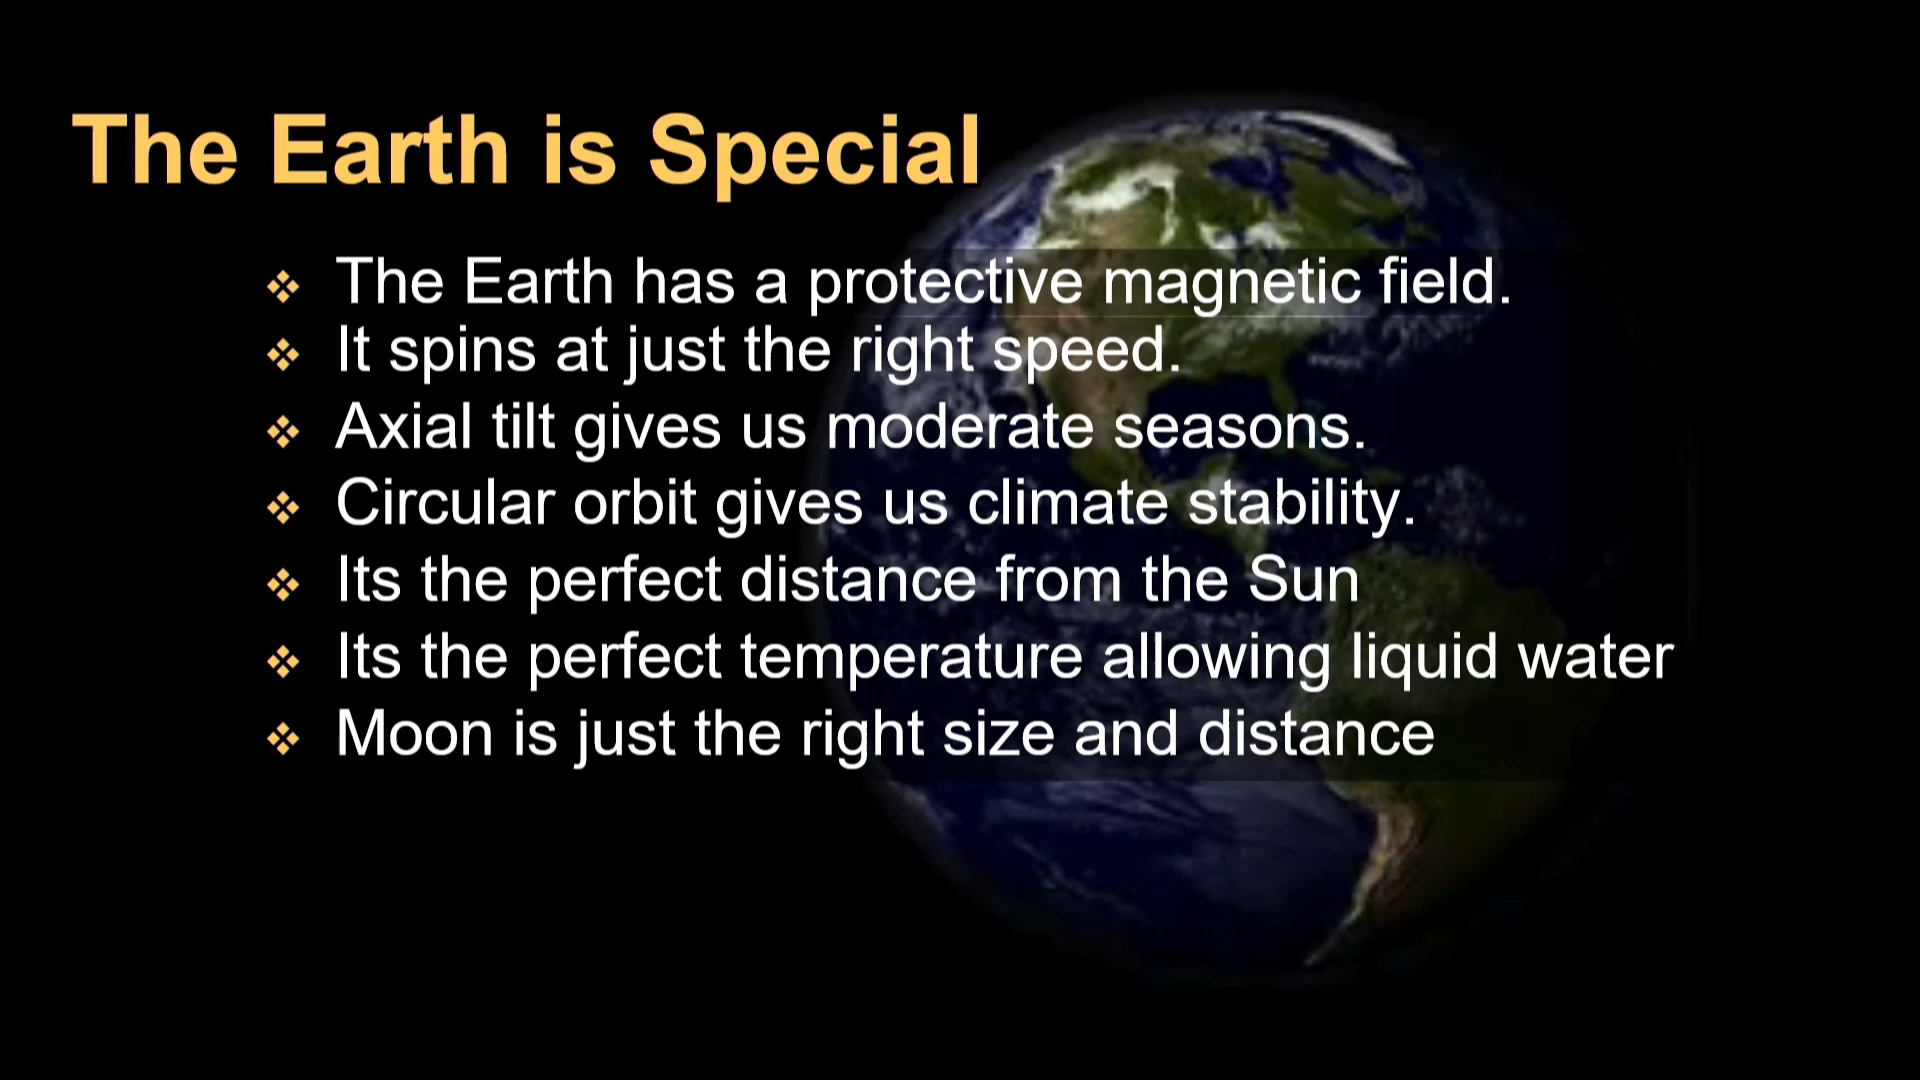 The Earth is Special
❖ The Earth has a protective magnetic field.
❖ It spins at just the right speed.
❖ Axial tilt gives us moderate seasons.
❖ Circular orbit gives us climate stability.
❖ Its the perfect distance from the Sun
❖ Its the perfect temperature allowing liquid water
❖ Moon is just the right size and distance